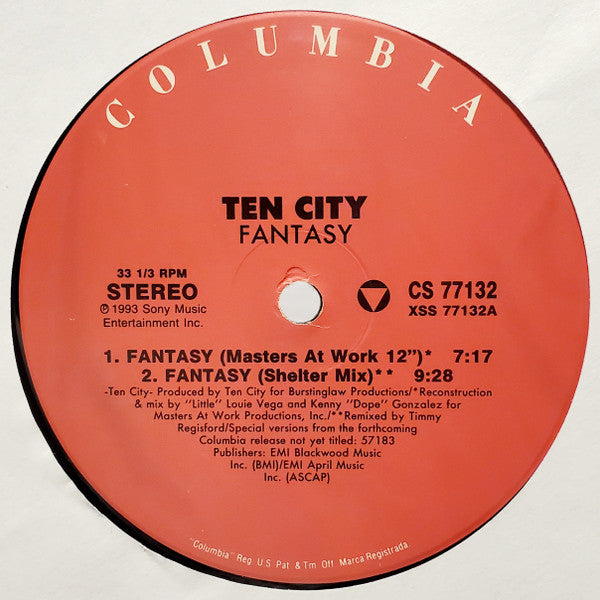 COLUMBIA
TEN CITY
FANTASY
33 1/3 RPM
STEREO
℗ 1993 Sony Music
Entertainment Inc.
CS 77132
XSS 77132A
1. FANTASY (Masters At Work 12")* 7:17
2. FANTASY (Shelter Mix)** 9:28
-Ten City- Produced by Ten City for Burstinglaw Productions/*Reconstruction
& mix by "Little" Louie Vega and Kenny "Dope" Gonzalez for
Masters At Work Productions, Inc./**Remixed by Timmy
Regisford/Special versions from the forthcoming
Columbia release not yet titled: 57183
Publishers: EMI Blackwood Music
Inc. (BMI)/EMI April Music
Inc. (ASCAP)
"Columbia" Reg. U.S. Pat. & Tm. Off. Marca Registrada.